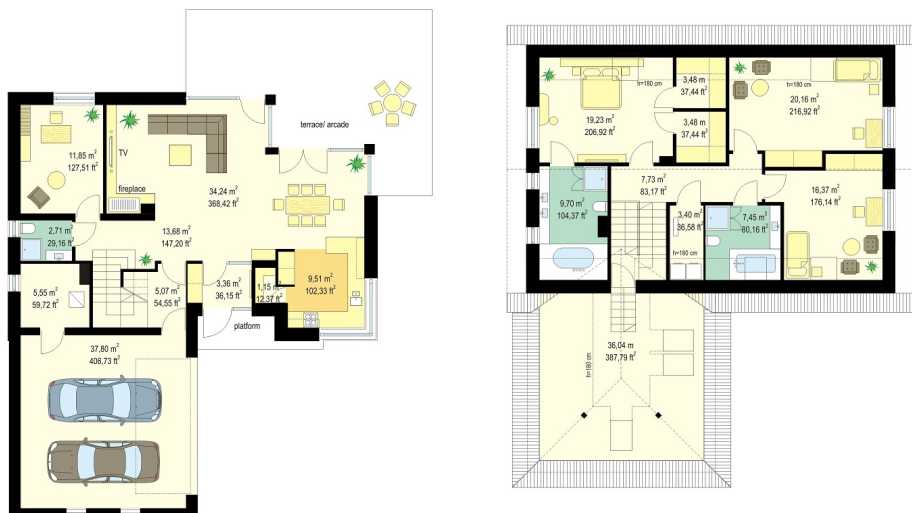 terrace/ arcade
11,85 m²
127,51 ft²
TV
fireplace
34,24 m²
368,42 ft²
2,71 m²
29,16 ft²
13,68 m²
147,20 ft²
5,55 m²
59,72 ft²
5,07 m²
54,55 ft²
3,36 m²
36,15 ft²
1,15 m²
12,37 ft²
9,51 m²
102,33 ft²
platform
37,80 m²
406,73 ft²
h=180 cm
19,23 m²
206,92 ft²
3,48 m
37,44 ft²
3,48 m
37,44 ft²
h=180 cm
20,16 m²
216,92 ft²
7,73 m²
83,17 ft²
9,70 m²
104,37 ft²
3,40 m²
36,58 ft²
h=180 cm
7,45 m²
80,16 ft²
16,37 m²
176,14 ft²
36,04 m
387,79 ft²
h=180 cm